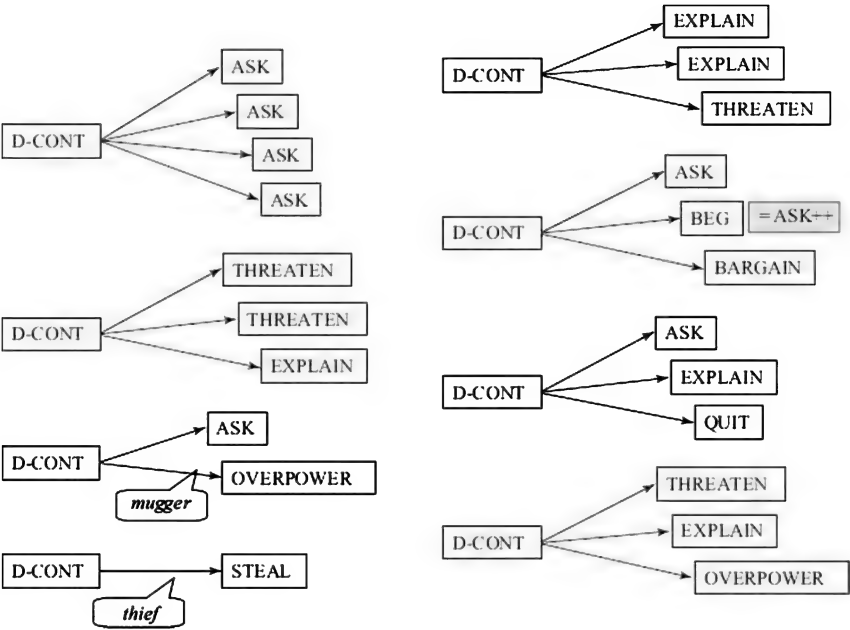 D-CONT
ASK
ASK
ASK
ASK
D-CONT
THREATEN
THREATEN
EXPLAIN
D-CONT
ASK
OVERPOWER
mugger
D-CONT
STEAL
thief
D-CONT
EXPLAIN
EXPLAIN
THREATEN
D-CONT
ASK
BEG =ASK++
BARGAIN
D-CONT
ASK
EXPLAIN
QUIT
D-CONT
THREATEN
EXPLAIN
OVERPOWER